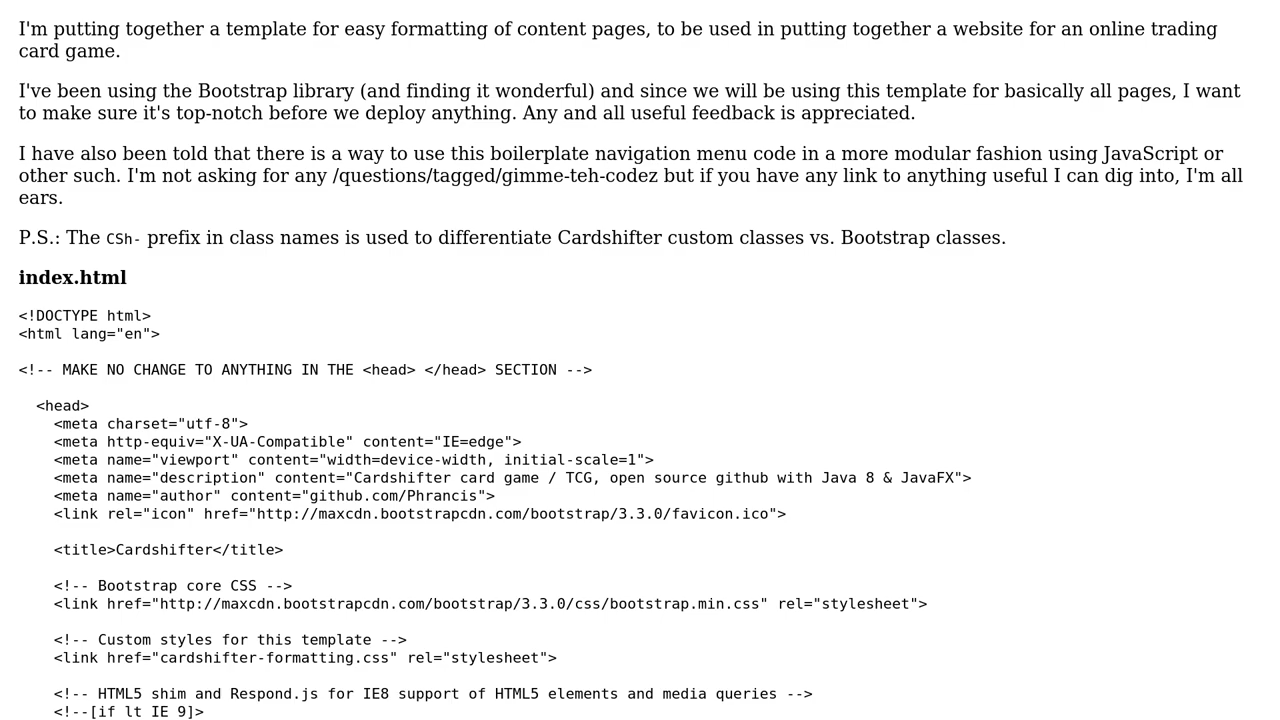 I'm putting together a template for easy formatting of content pages, to be used in putting together a website for an online trading
card game.
I've been using the Bootstrap library (and finding it wonderful) and since we will be using this template for basically all pages, I want
to make sure it's top-notch before we deploy anything. Any and all useful feedback is appreciated.
I have also been told that there is a way to use this boilerplate navigation menu code in a more modular fashion using JavaScript or
other such. I'm not asking for any /questions/tagged/gimme-teh-codez but if you have any link to anything useful I can dig into, I'm all
ears.
P.S.: The CSh- prefix in class names is used to differentiate Cardshifter custom classes vs. Bootstrap classes.
index.html
<!DOCTYPE html>
<html lang="en">
<!-- MAKE NO CHANGE TO ANYTHING IN THE <head> </head> SECTION -->
<head>
<meta charset="utf-8">
<meta http-equiv="X-UA-Compatible" content="IE=edge">
<meta name="viewport" content="width=device-width, initial-scale=1">
<meta name="description" content="Cardshifter card game / TCG, open source github with Java 8 & JavaFX">
<meta name="author" content="github.com/Phrancis">
<link rel="icon" href="http://maxcdn.bootstrapcdn.com/bootstrap/3.3.0/favicon.ico">
<title>Cardshifter</title>
<!-- Bootstrap core CSS -->
<link href="http://maxcdn.bootstrapcdn.com/bootstrap/3.3.0/css/bootstrap.min.css" rel="stylesheet">
<!-- Custom styles for this template -->
<link href="cardshifter-formatting.css" rel="stylesheet">
<!-- HTML5 shim and Respond.js for IE8 support of HTML5 elements and media queries -->
<!--[if lt IE 9]>